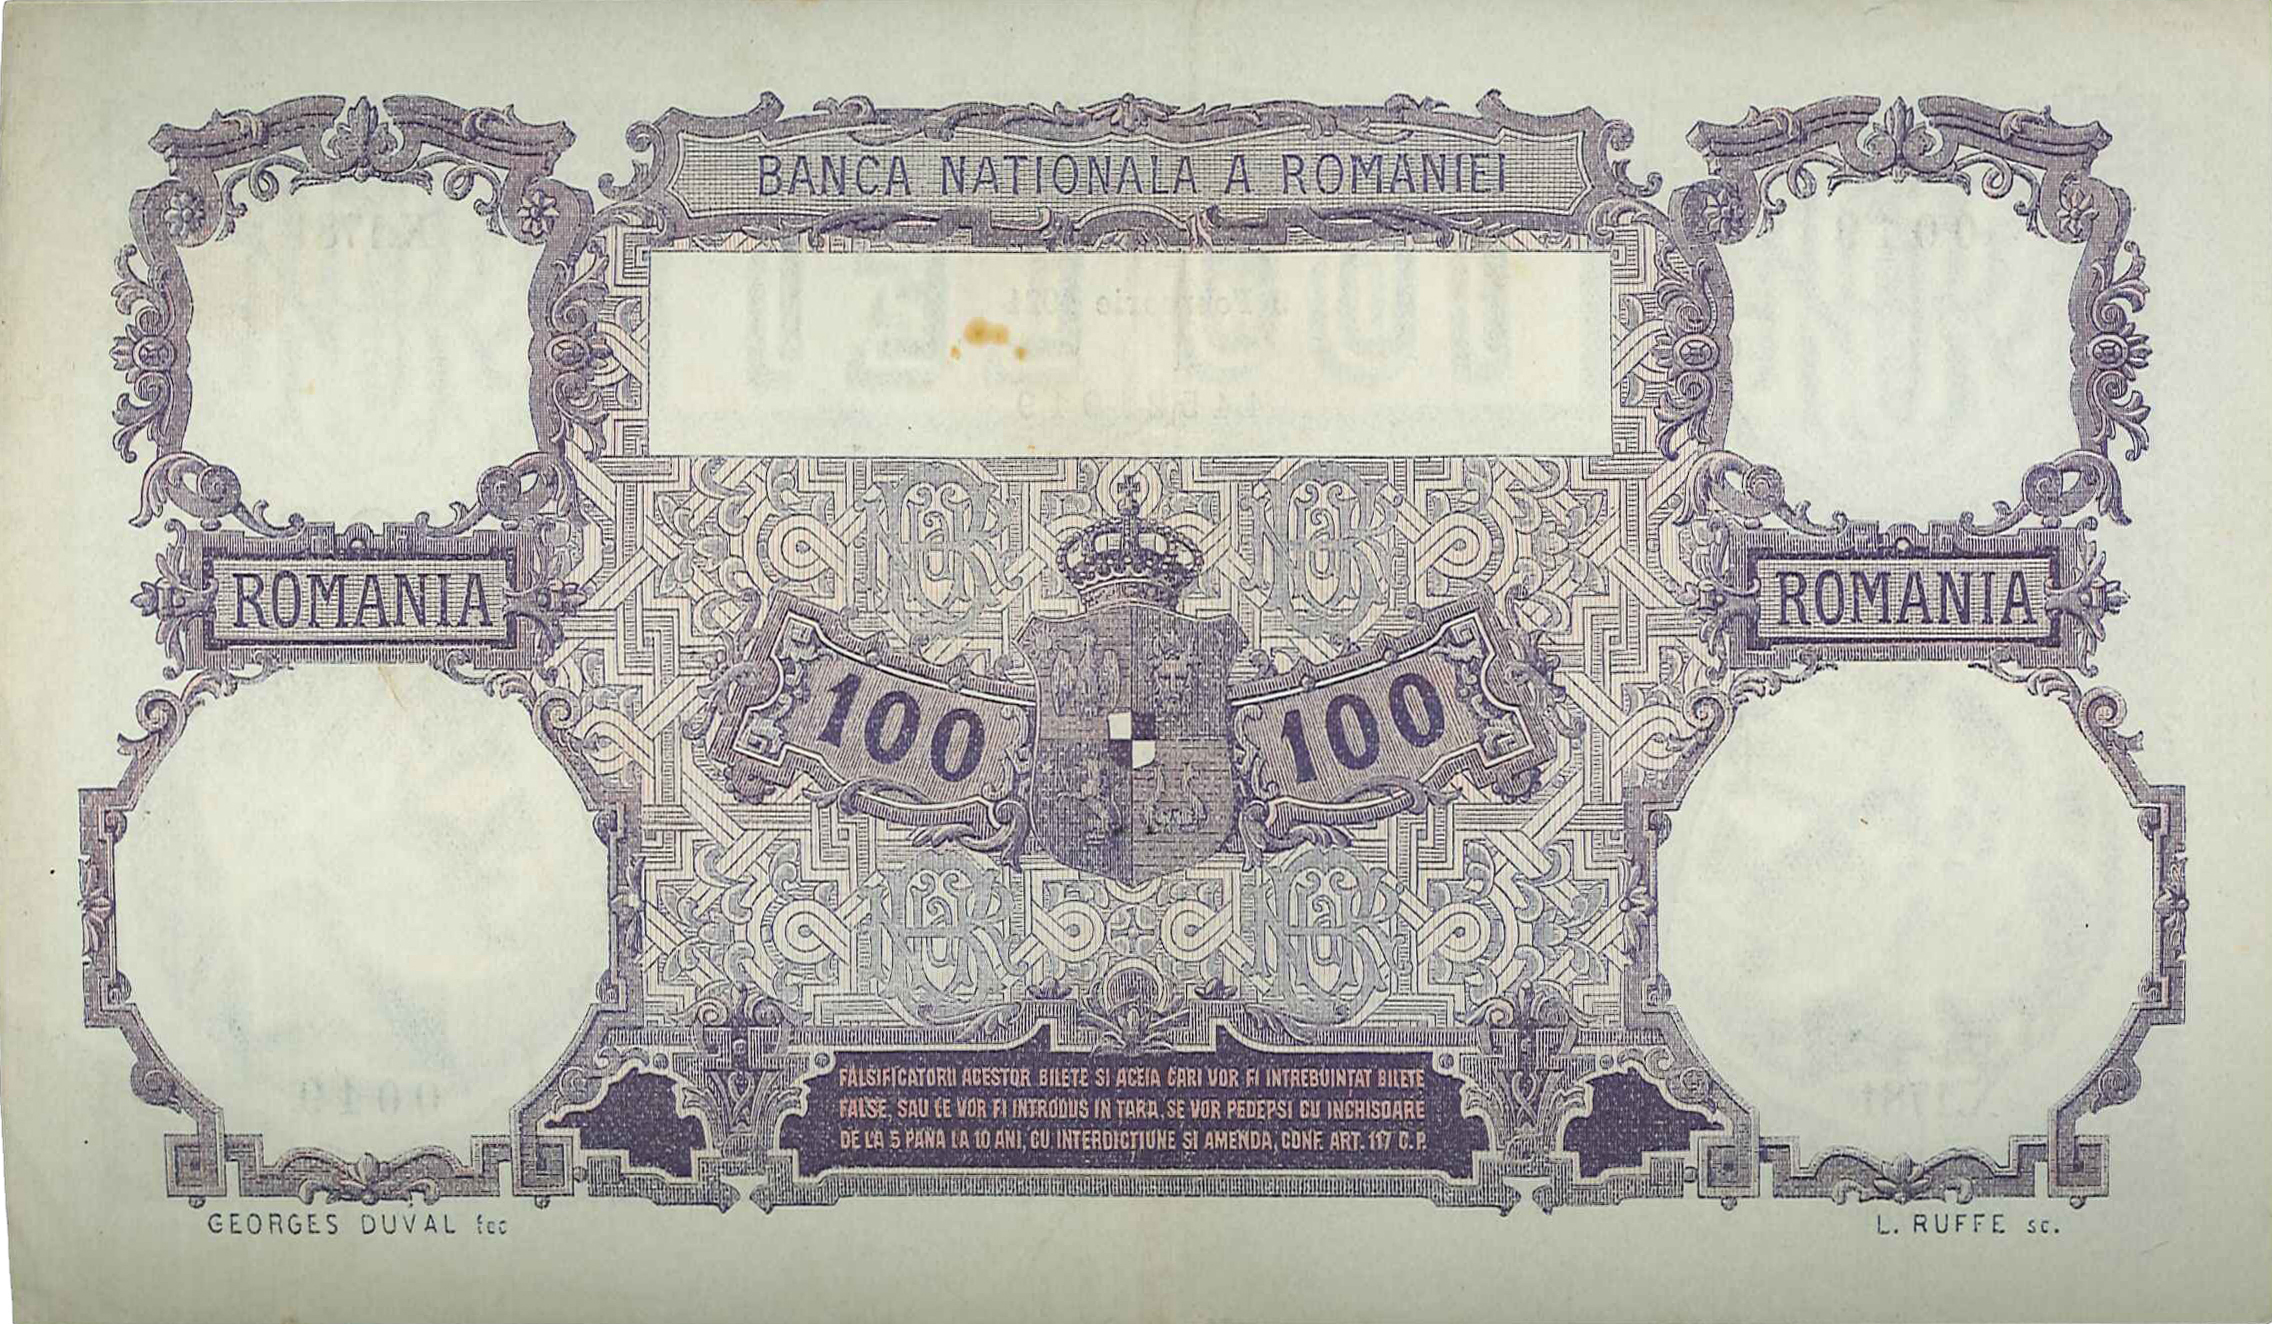 BANCA NATIONALA A ROMANIEI
ROMANIA
ROMANIA
100
100
FALSIFICATORII ACESTOR BILETE SI ACEIA CARI VOR FI INTREBUINTAT BILETE
FALSE, SAU LE VOR FI INTRODUS IN TARA, SE VOR PEDEPSI CU INCHISOARE
DE LA 5 PANA LA 10 ANI, CU INTERDICȚIUNE SI AMENDA, CONF. ART. 117 C.P.
GEORGES DUVAL fec
L. RUFFE sc.